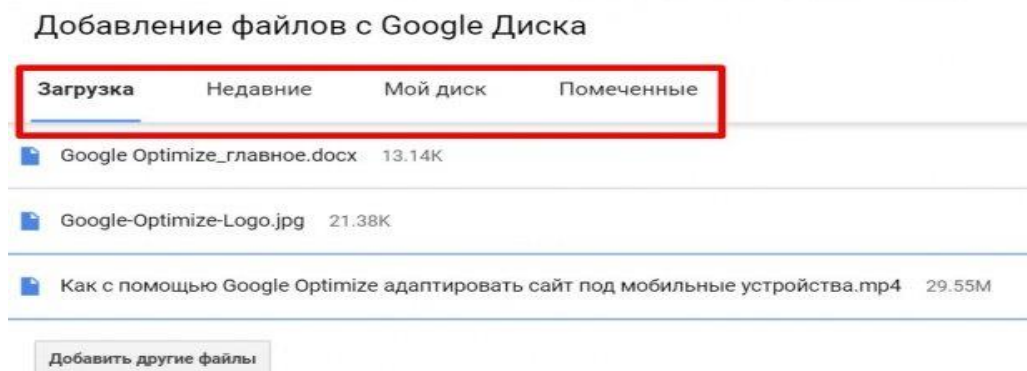 Добавление файлов с Google Диска
Загрузка Недавние Мой диск Помеченные
Google Optimize_главное.docx 13.14K
Google-Optimize-Logo.jpg 21.38K
Как с помощью Google Optimize адаптировать сайт под мобильные устройства.mp4 29.55M
Добавить другие файлы